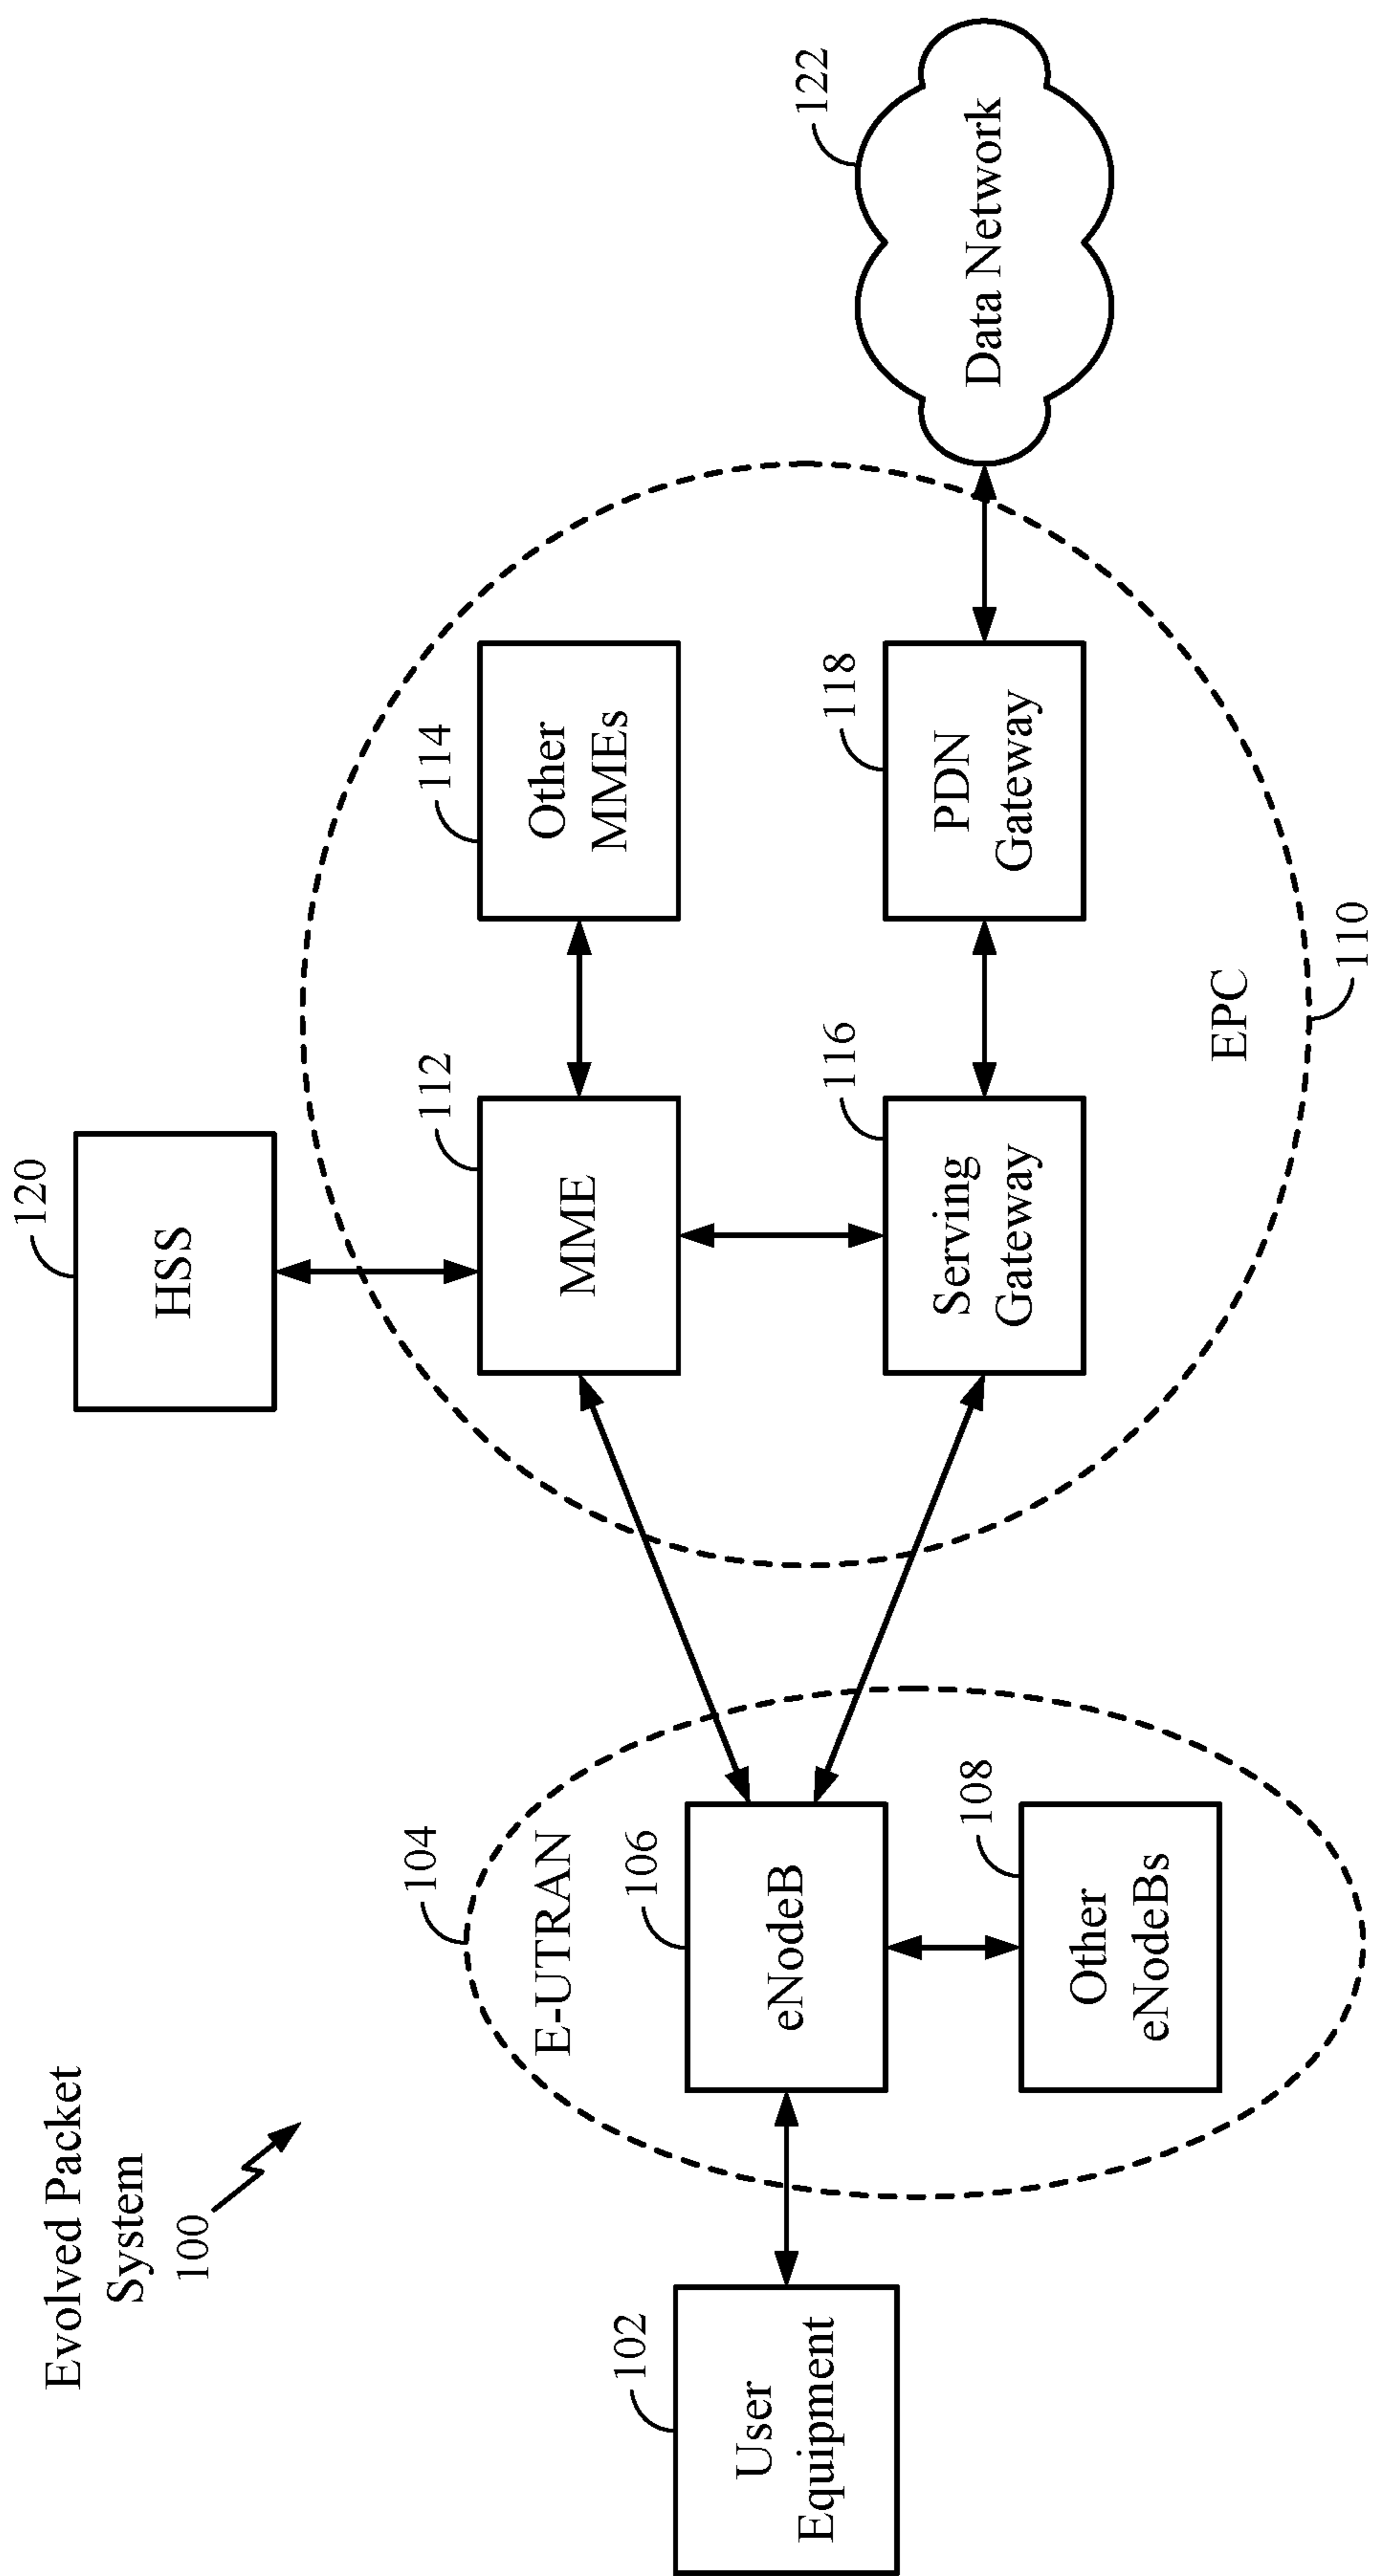 Evolved Packet
System
100
102
User
Equipment
104
E-UTRAN
106
eNodeB
108
Other
eNodeBs
120
HSS
112
MME
114
Other
MMEs
116
Serving
Gateway
118
PDN
Gateway
EPC
110
122
Data Network